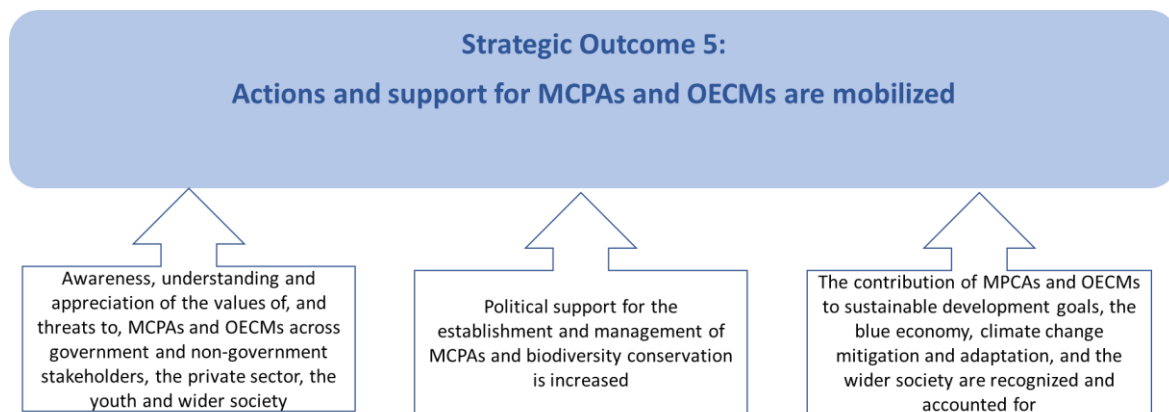 Strategic Outcome 5:
Actions and support for MCPAs and OECMs are mobilized
Awareness, understanding and
appreciation of the values of, and
threats to, MCPAs and OECMs across
government and non-government
stakeholders, the private sector, the
youth and wider society
Political support for the
establishment and management of
MCPAs and biodiversity conservation
is increased
The contribution of MPCAs and OECMs
to sustainable development goals, the
blue economy, climate change
mitigation and adaptation, and the
wider society are recognized and
accounted for